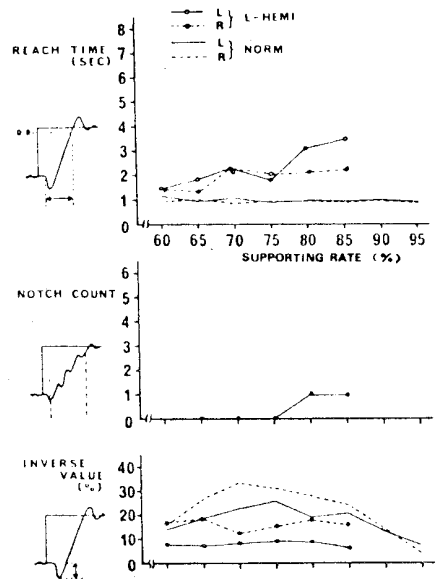 L
R } L-HEMI
L
R } NORM
REACH TIME
(SEC)
8
7
6
5
4
3
2
1
0
60 65 70 75 80 85 90 95
SUPPORTING RATE (%)
NOTCH COUNT
6
5
4
3
2
1
0
INVERSE
VALUE
(%)
40
30
20
10
0